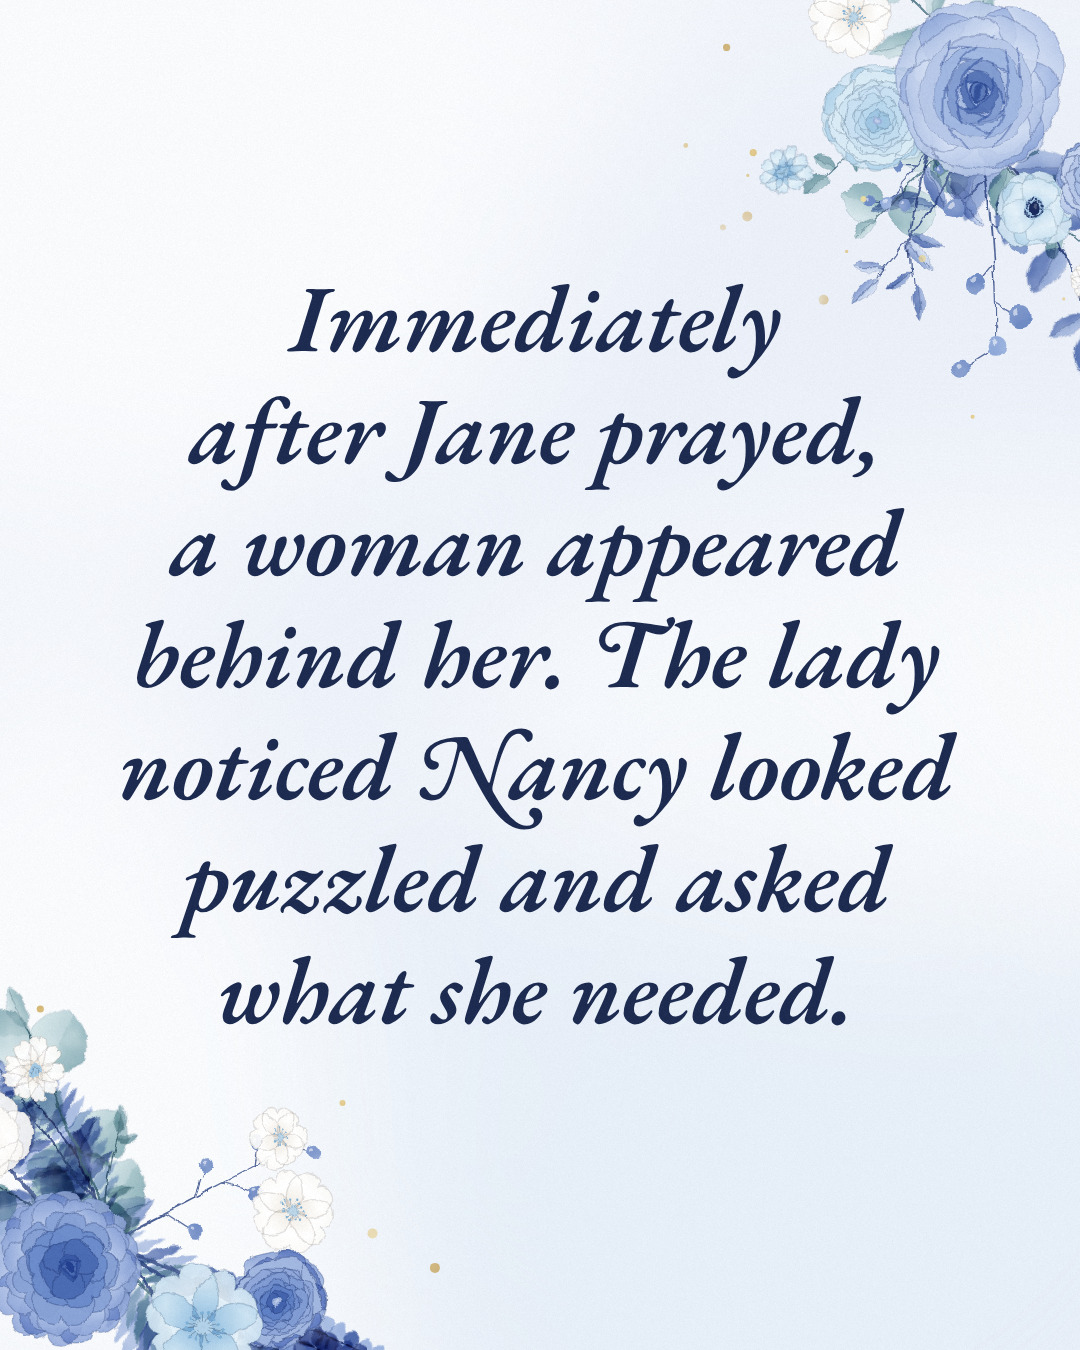 Immediately
after Jane prayed,
a woman appeared
behind her. The lady
noticed Nancy looked
puzzled and asked
what she needed.